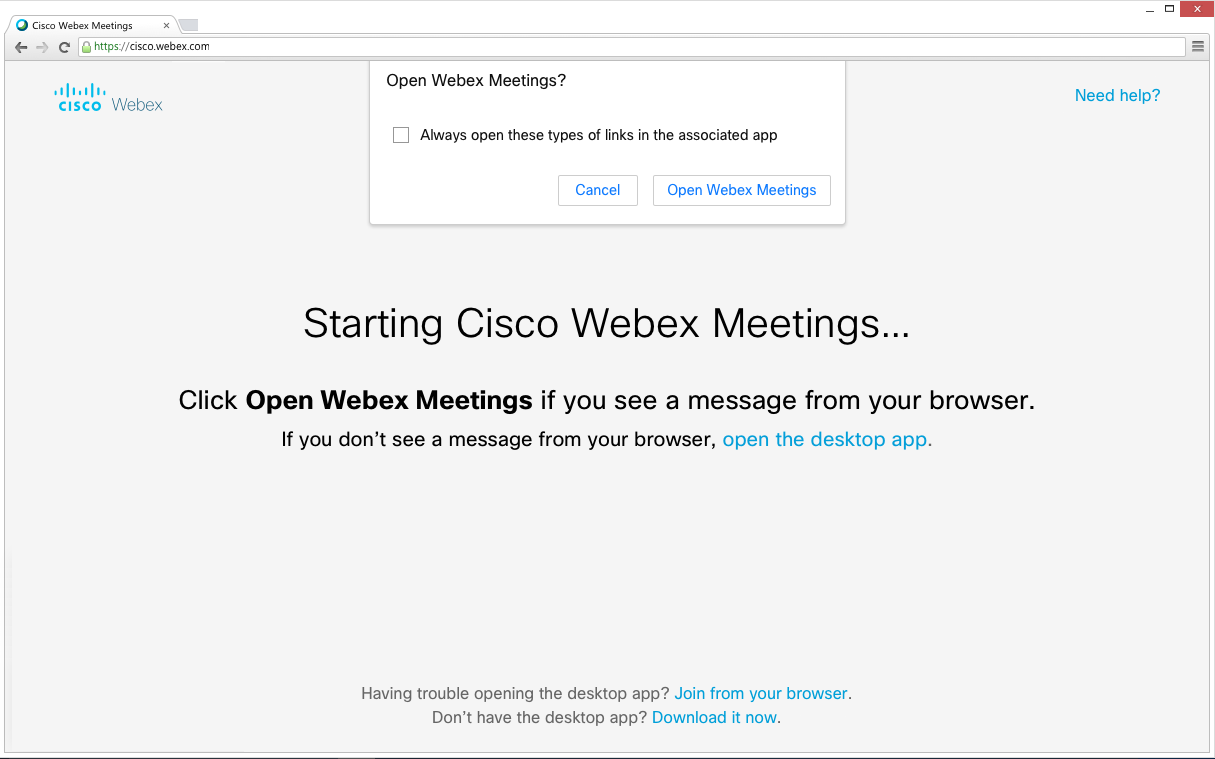 Cisco Webex Meetings
https://cisco.webex.com
Open Webex Meetings?
Always open these types of links in the associated app
Cancel
Open Webex Meetings
CISCO Webex
Need help?
Starting Cisco Webex Meetings...
Click Open Webex Meetings if you see a message from your browser.
If you don’t see a message from your browser, open the desktop app.
Having trouble opening the desktop app? Join from your browser.
Don’t have the desktop app? Download it now.